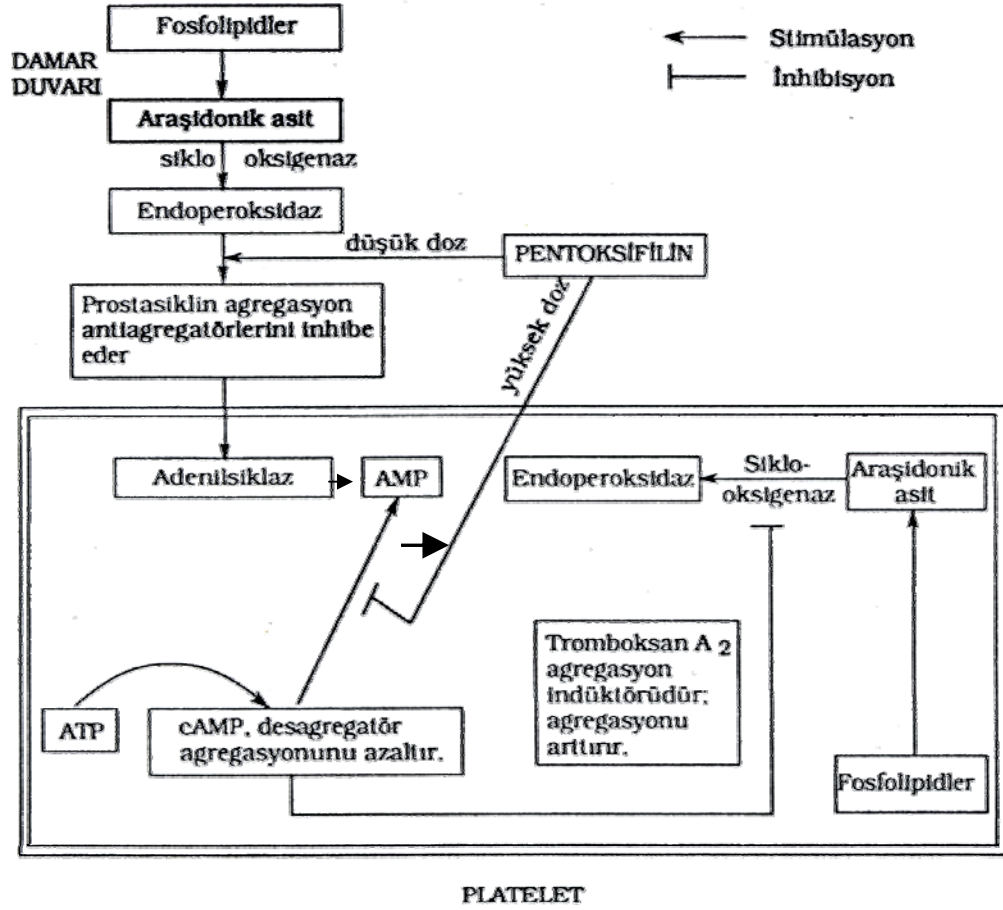 Fosfolipidler
DAMAR
DUVARI
Stimülasyon
İnhibisyon
Araşidonik asit
siklo oksigenaz
Endoperoksidaz
düşük doz
PENTOKSİFİLİN
Prostasiklin agregasyon
antiagregatörlerini inhibe
eder
yüksek doz
Adenilsiklaz
AMP
Endoperoksidaz
Siklo-
oksigenaz
Araşidonik
asit
Tromboksan A 2
agregasyon
indüktörüdür;
agregasyonu
arttırır.
ATP
cAMP, desagregatör
agregasyonunu azaltır.
Fosfolipidler
PLATELET